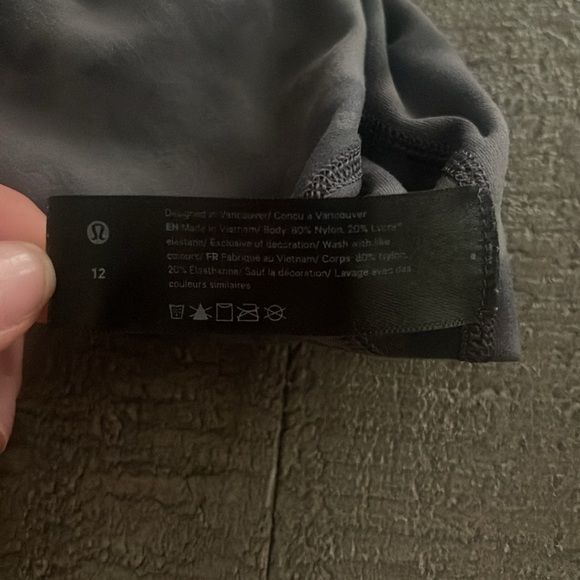 Designed in Vancouver/ Conçu à Vancouver
EN Made in Vietnam/ Body: 80% Nylon, 20% Lycra®
elastane/ Exclusive of decoration/ Wash with like
colours/ FR Fabriqué au Vietnam/ Corps: 80% Nylon,
20% Élasthanne/ Sauf la décoration/ Lavage avec des
couleurs similaires
12